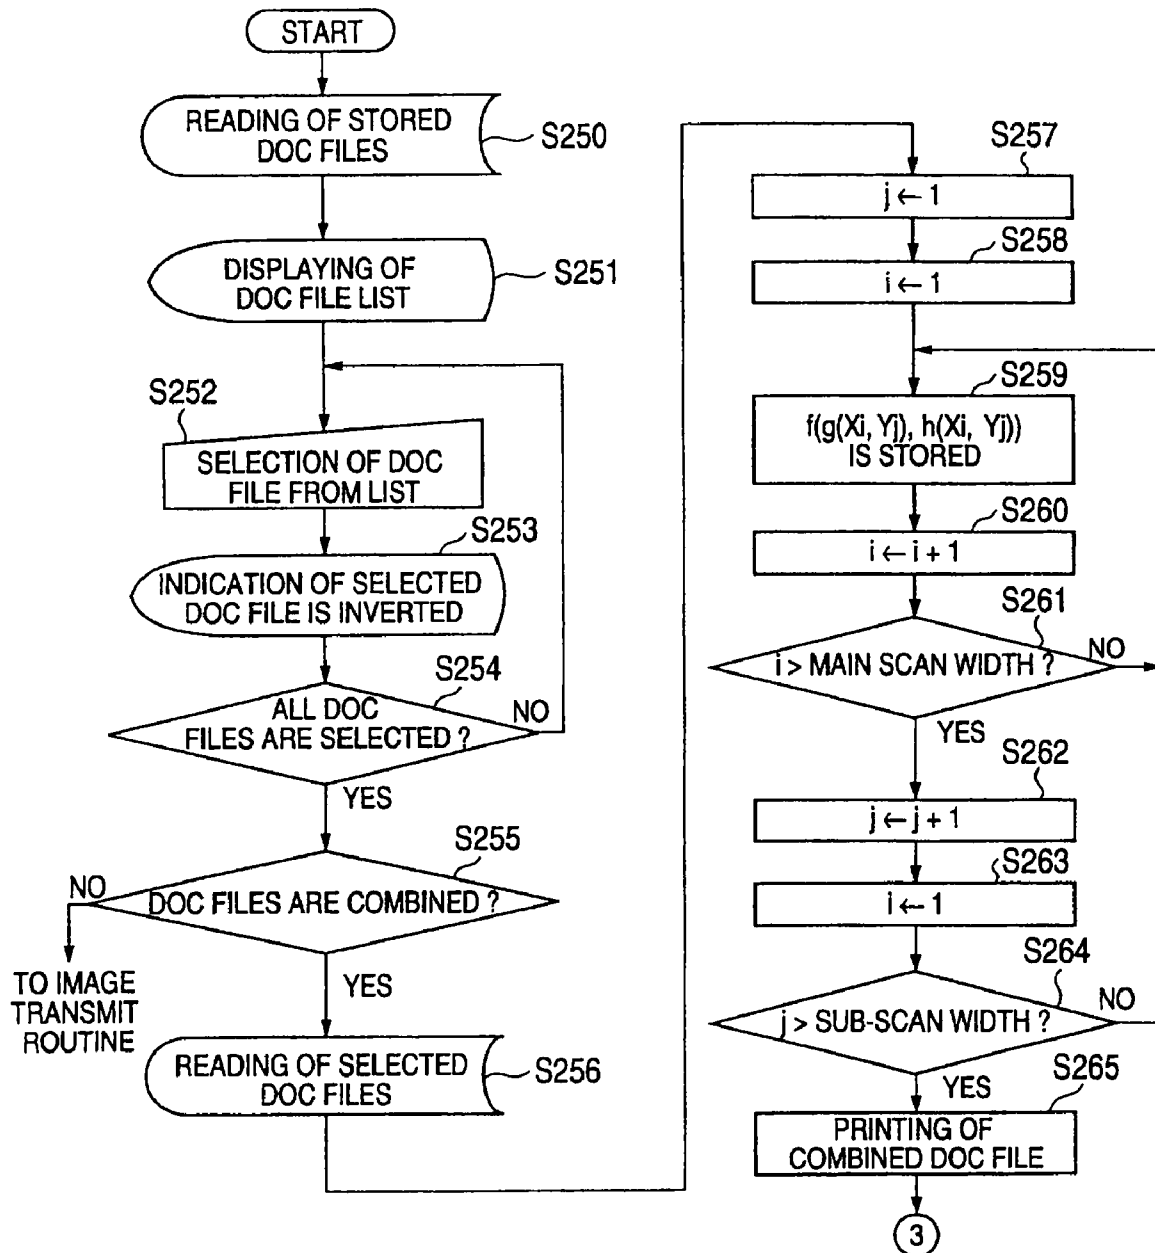 START
READING OF STORED
DOC FILES
S250
DISPLAYING OF
DOC FILE LIST
S251
S252
SELECTION OF DOC
FILE FROM LIST
S253
INDICATION OF SELECTED
DOC FILE IS INVERTED
S254
ALL DOC
FILES ARE SELECTED ?
NO
YES
S255
DOC FILES ARE COMBINED ?
NO
TO IMAGE
TRANSMIT
ROUTINE
YES
READING OF SELECTED
DOC FILES
S256
S257
j ← 1
S258
i ← 1
S259
f(g(Xi, Yj), h(Xi, Yj))
IS STORED
S260
i ← i + 1
S261
i > MAIN SCAN WIDTH ?
NO
YES
S262
j ← j + 1
S263
i ← 1
S264
j > SUB-SCAN WIDTH ?
NO
YES
S265
PRINTING OF
COMBINED DOC FILE
3